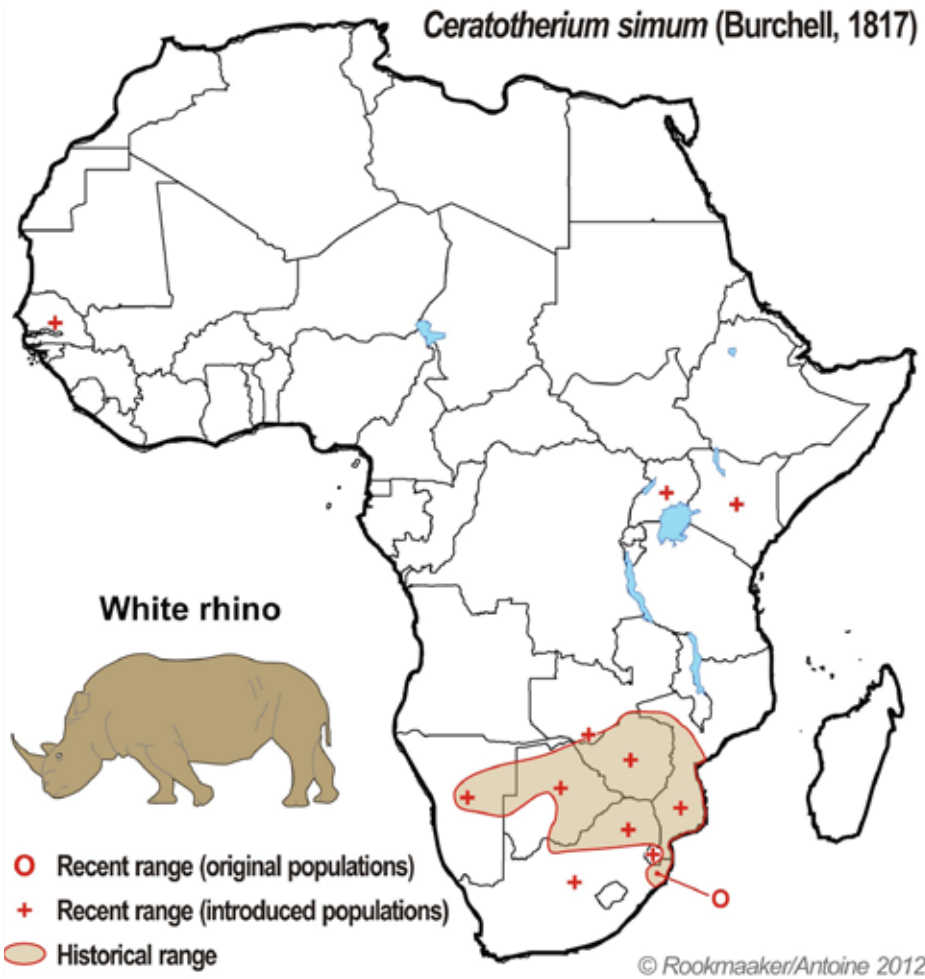 Ceratotherium simum (Burchell, 1817)
White rhino
O Recent range (original populations)
+ Recent range (introduced populations)
Historical range
O
© Rookmaaker/Antoine 2012